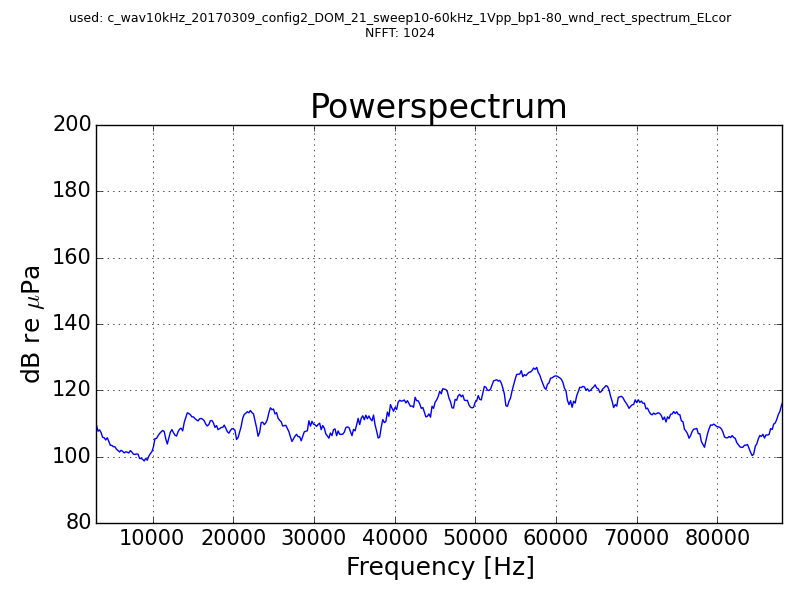 used: c_wav10kHz_20170309_config2_DOM_21_sweep10-60kHz_1Vpp_bp1-80_wnd_rect_spectrum_ELcor
NFFT: 1024
Powerspectrum
200
180
160
140
120
100
80
dB re μPa
10000 20000 30000 40000 50000 60000 70000 80000
Frequency [Hz]